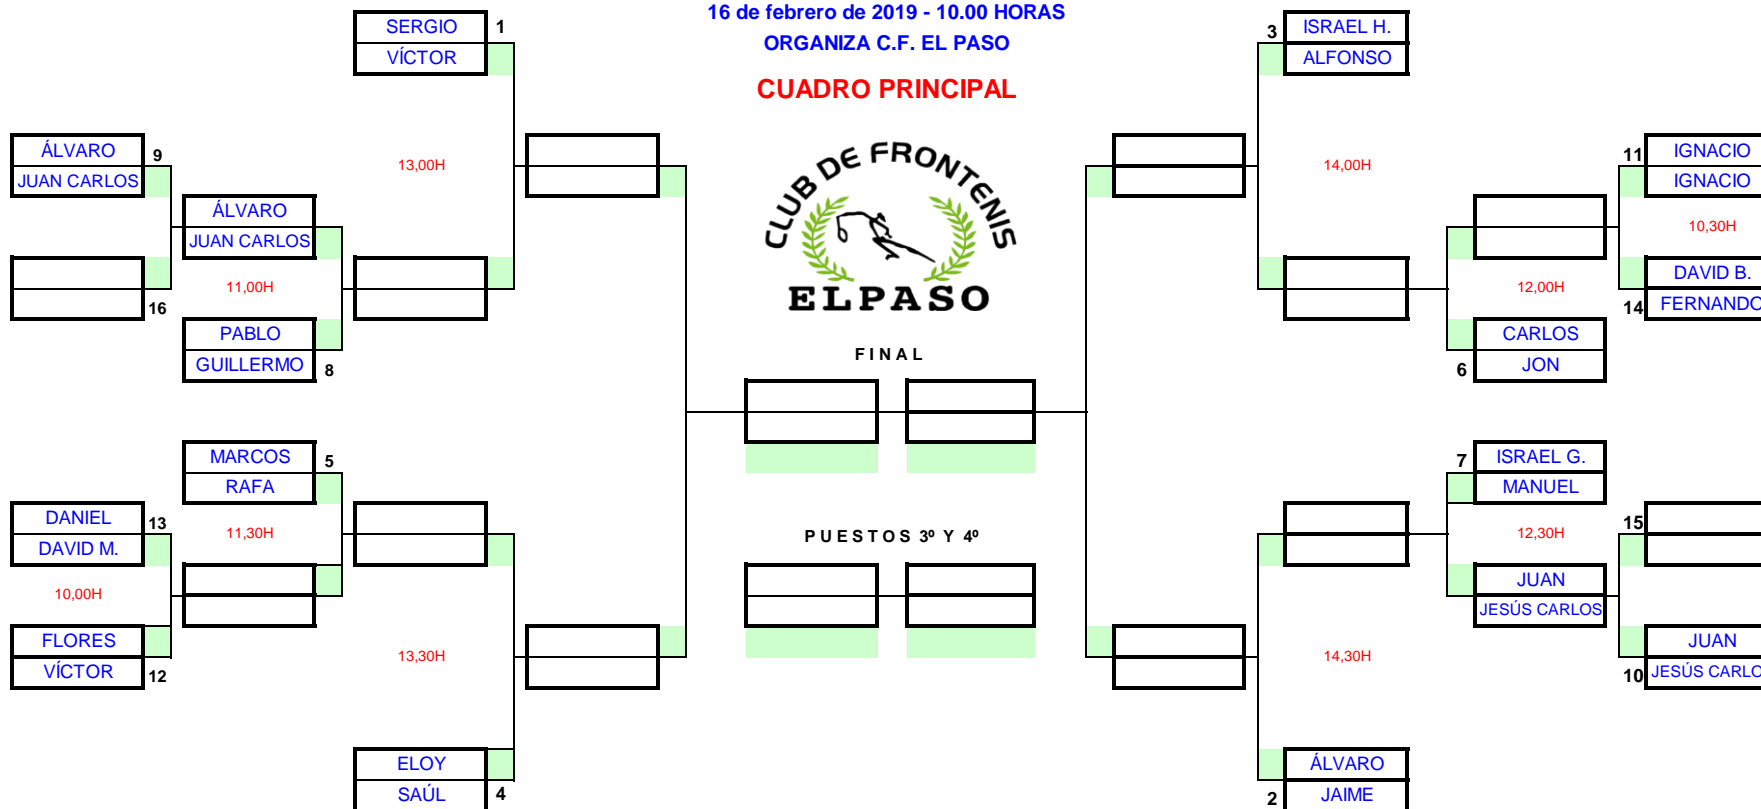 16 de febrero de 2019 - 10.00 HORAS
ORGANIZA C.F. EL PASO
CUADRO PRINCIPAL
CLUB DE FRONTENIS
ELPASO
SERGIO 1
VÍCTOR
13,00H
ÁLVARO 9
JUAN CARLOS
ÁLVARO
JUAN CARLOS
11,00H
16
PABLO
GUILLERMO 8
MARCOS 5
RAFA
DANIEL 13
DAVID M.
11,30H
10,00H
FLORES
VÍCTOR 12
13,30H
ELOY
SAÚL 4
FINAL
PUESTOS 3º Y 4º
3 ISRAEL H.
ALFONSO
14,00H
11 IGNACIO
IGNACIO
10,30H
DAVID B.
14 FERNANDO
12,00H
CARLOS
6 JON
7 ISRAEL G.
MANUEL
12,30H
15
JUAN
JESÚS CARLOS
JUAN
10 JESÚS CARLO
14,30H
ÁLVARO
2 JAIME